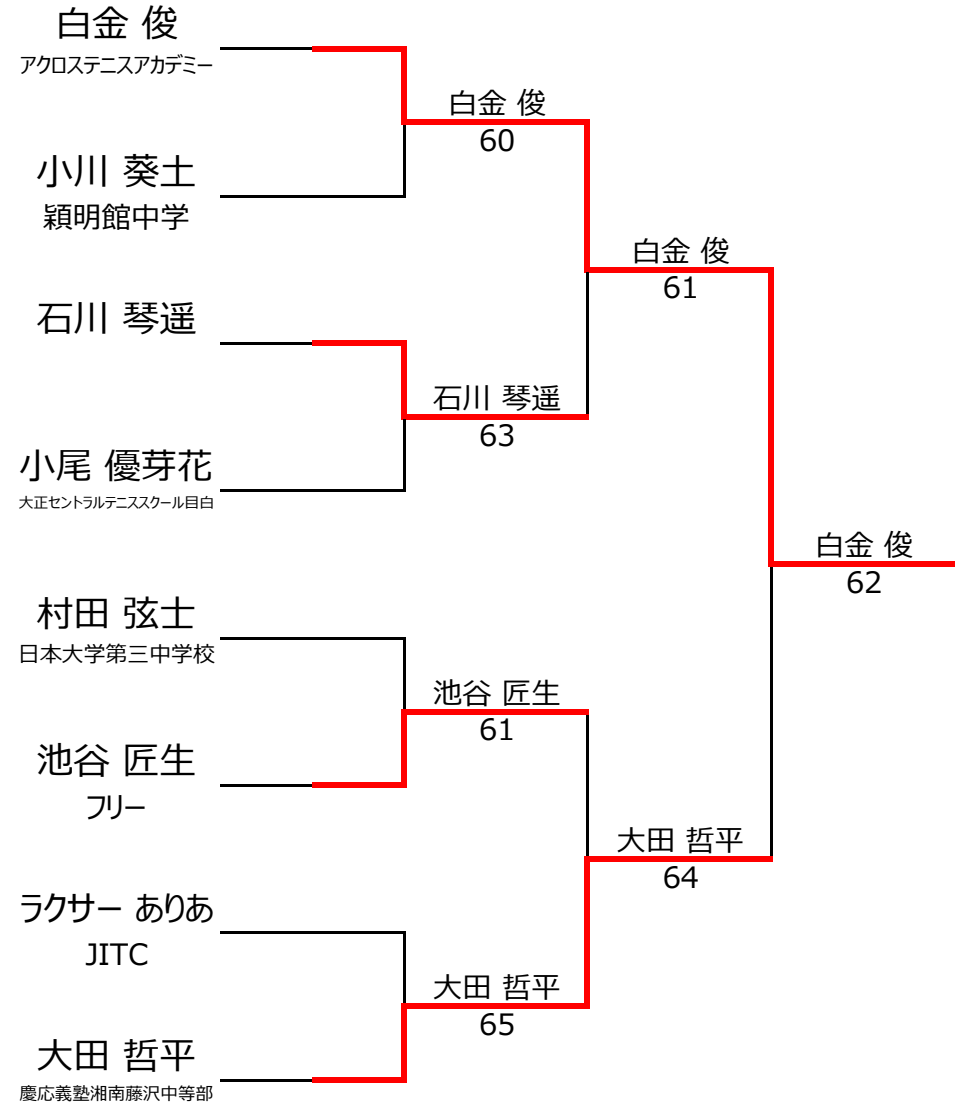 白金 俊
アクロステニスアカデミー
白金 俊
60
小川 葵士
穎明館中学
白金 俊
61
石川 琴遥
石川 琴遥
63
小尾 優芽花
大正セントラルテニススクール目白
白金 俊
62
村田 弦士
日本大学第三中学校
池谷 匠生
61
池谷 匠生
フリー
大田 哲平
64
ラクサー ありあ
JITC
大田 哲平
65
大田 哲平
慶応義塾湘南藤沢中等部